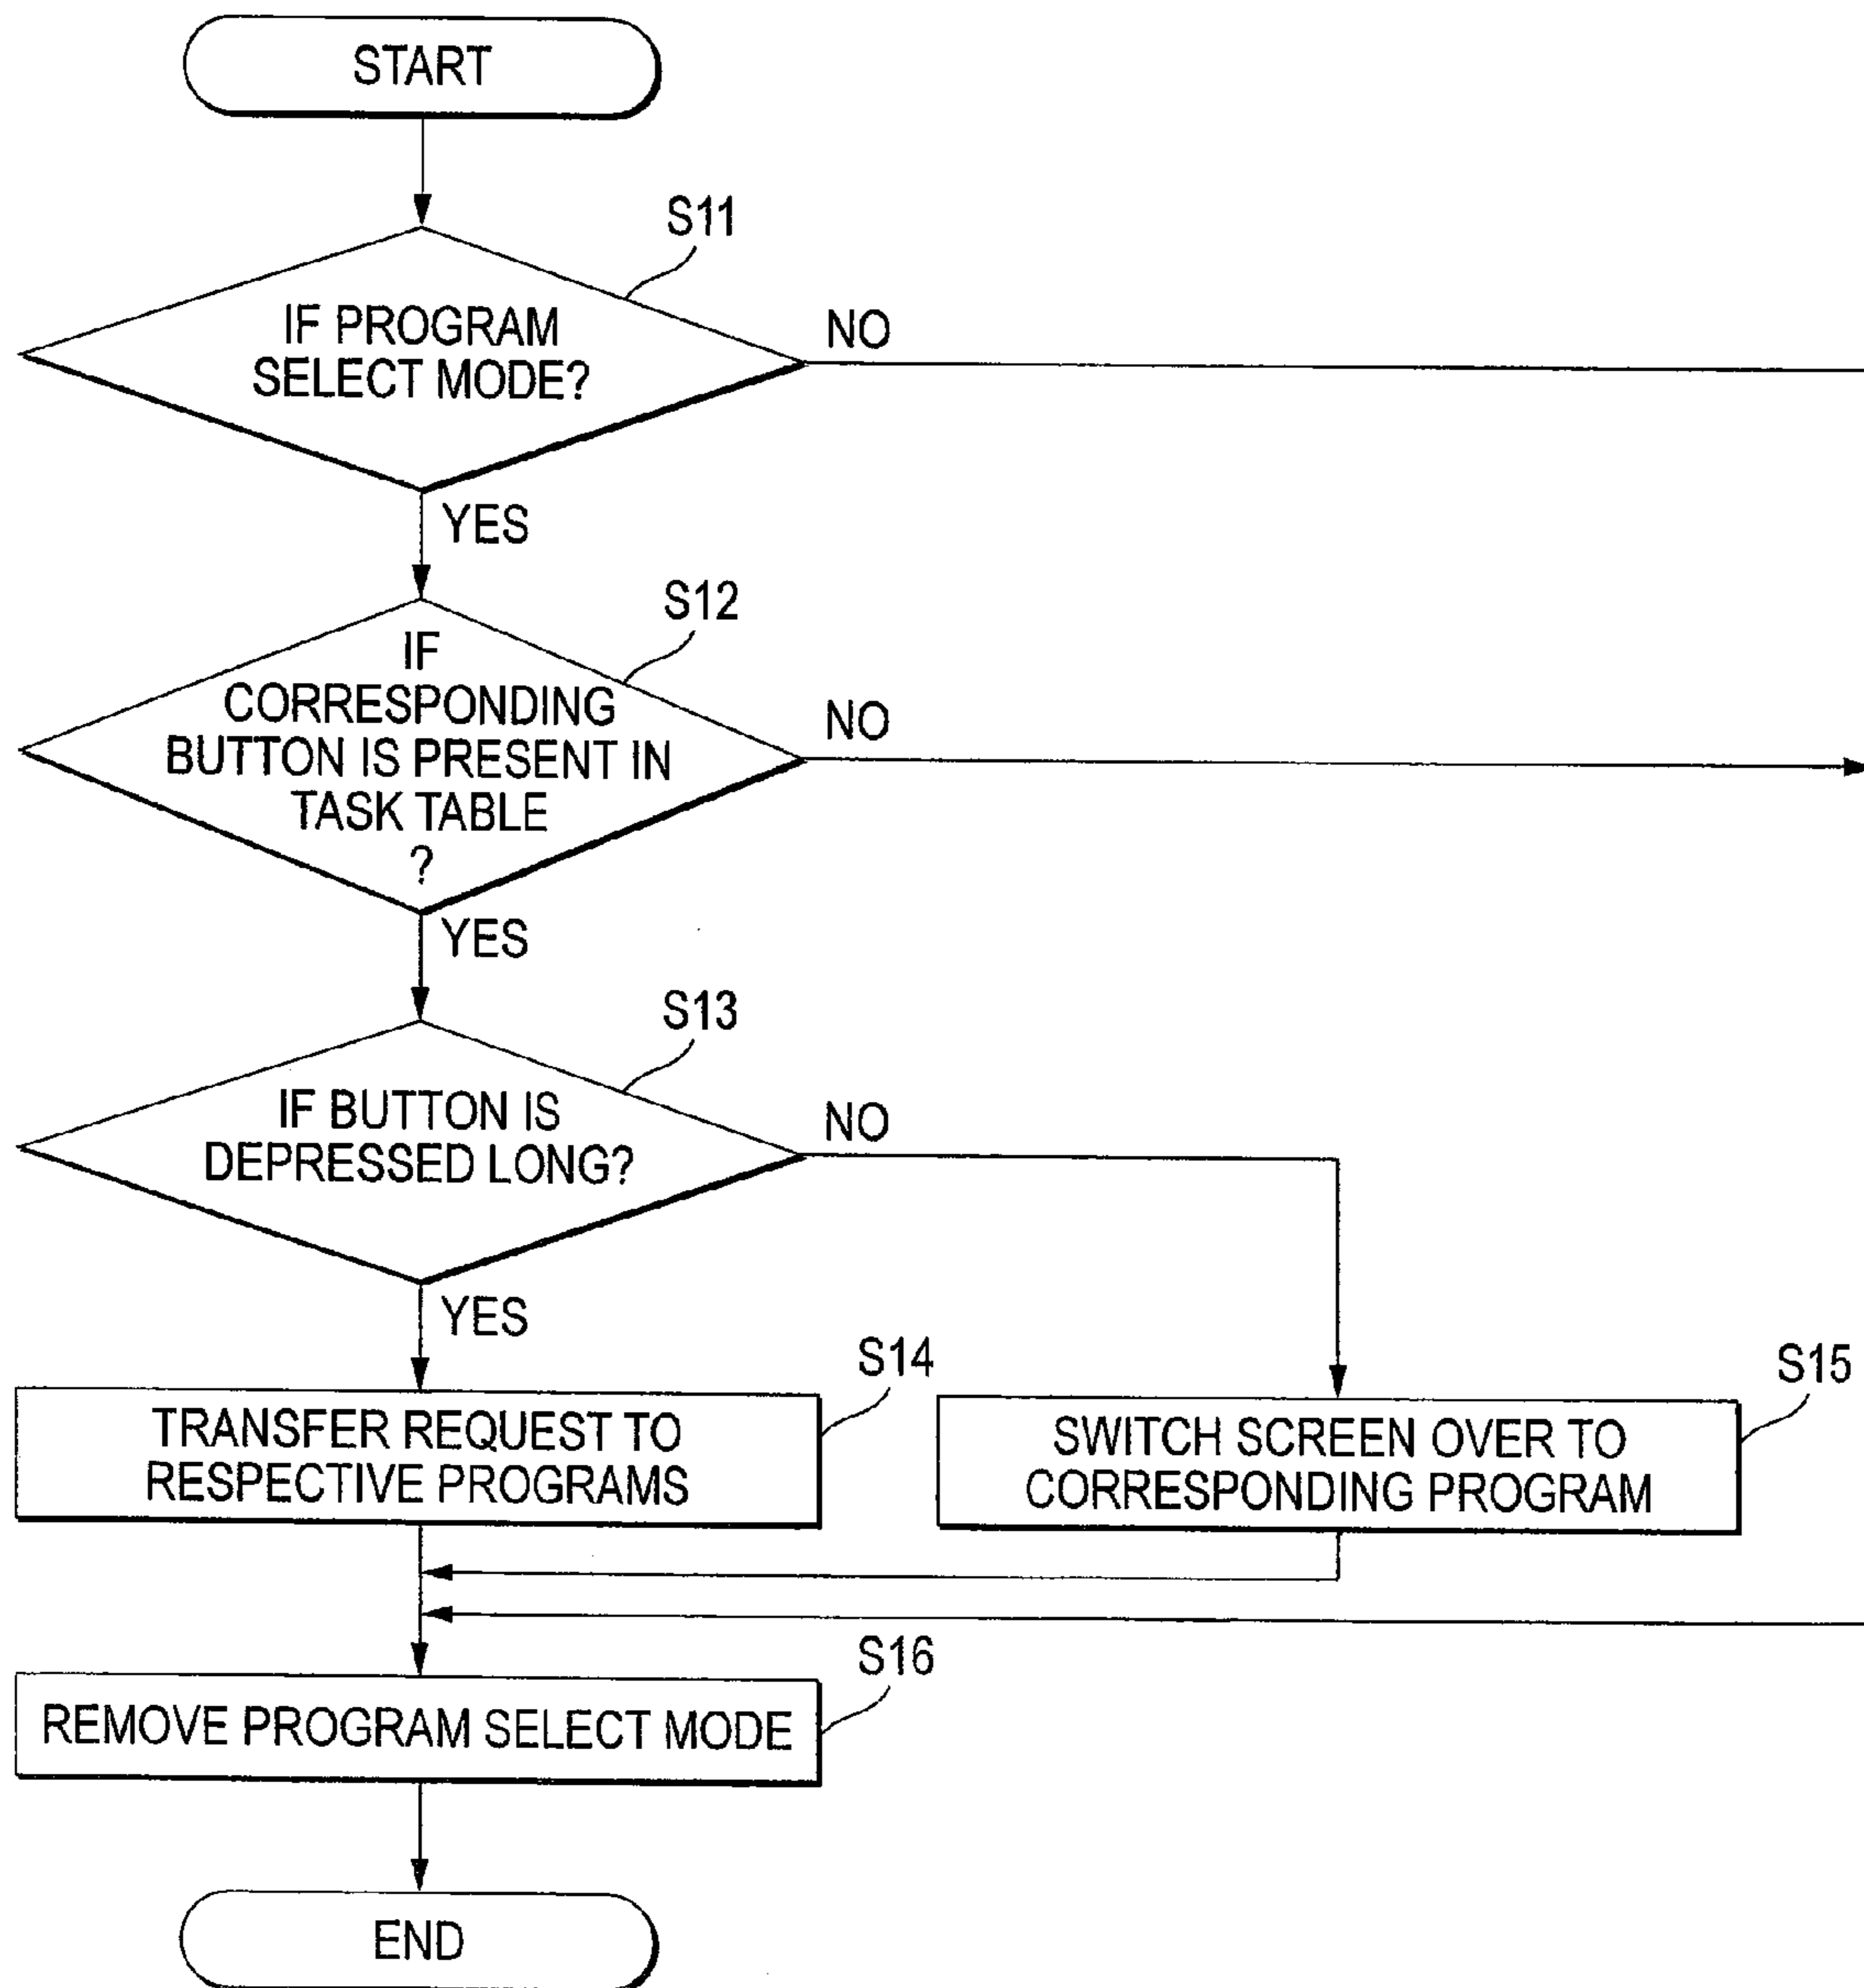 START
S11
IF PROGRAM
SELECT MODE?
NO
YES
S12
IF
CORRESPONDING
BUTTON IS PRESENT IN
TASK TABLE
?
NO
YES
S13
IF BUTTON IS
DEPRESSED LONG?
NO
YES
S14
TRANSFER REQUEST TO
RESPECTIVE PROGRAMS
S15
SWITCH SCREEN OVER TO
CORRESPONDING PROGRAM
S16
REMOVE PROGRAM SELECT MODE
END